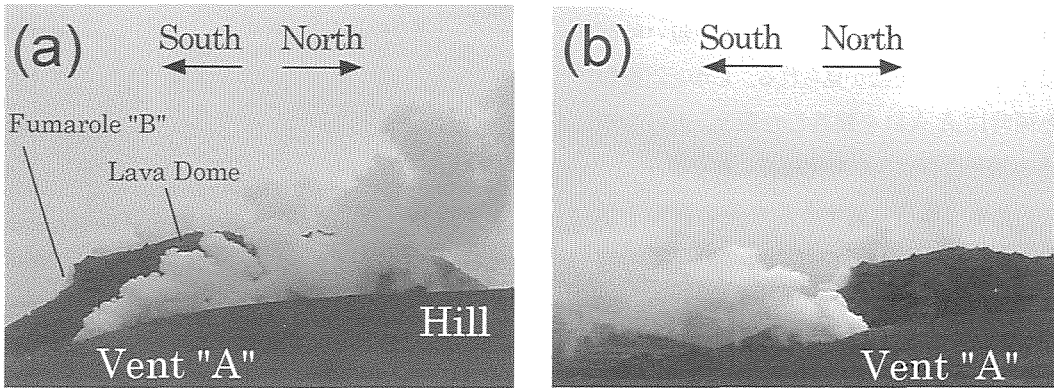 (a)
South North
Fumarole "B"
Lava Dome
Hill
Vent "A"
(b)
South North
Vent "A"